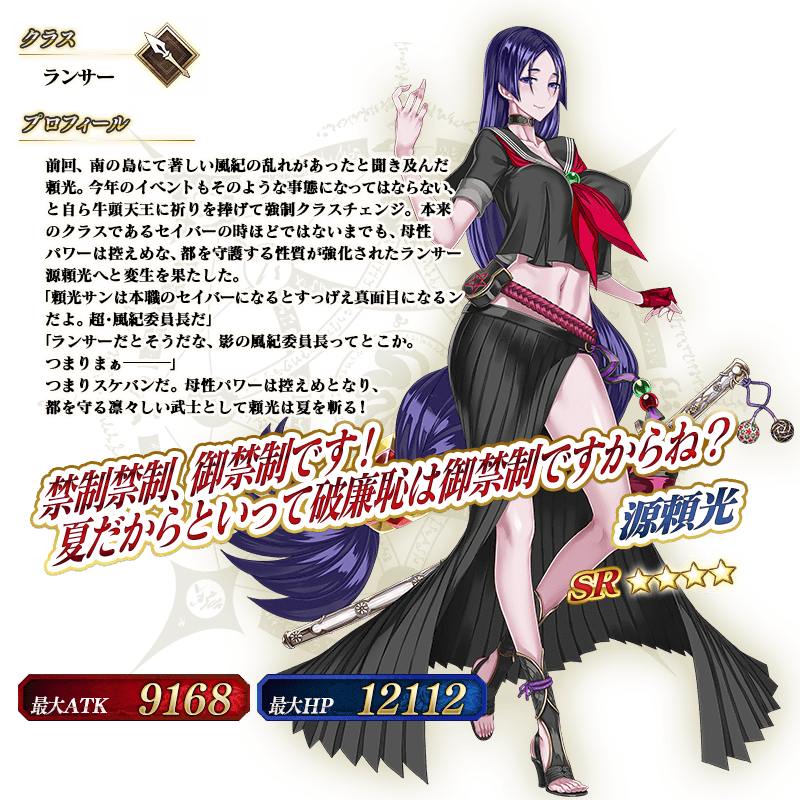 クラス
ランサー
プロフィール
前回、南の島にて著しい風紀の乱れがあったと聞き及んだ
頼光。今年のイベントもそのような事態になってはならない、
と自ら牛頭天王に祈りを捧げて強制クラスチェンジ。本来
のクラスであるセイバーの時ほどではないまでも、母性
パワーは控えめな、都を守護する性質が強化されたランサー
源頼光へと変生を果たした。
「頼光サンは本職のセイバーになるとすっげえ真面目になるン
だよ。超・風紀委員長だ」
「ランサーだとそうだな、影の風紀委員長ってとこか。
つまりまぁ―――」
つまりスケバンだ。母性パワーは控えめとなり、
都を守る凛々しい武士として頼光は夏を斬る!
禁制禁制、御禁制です!
夏だからといって破廉恥は御禁制ですからね?
源頼光
SR
最大ATK 9168
最大HP 12112